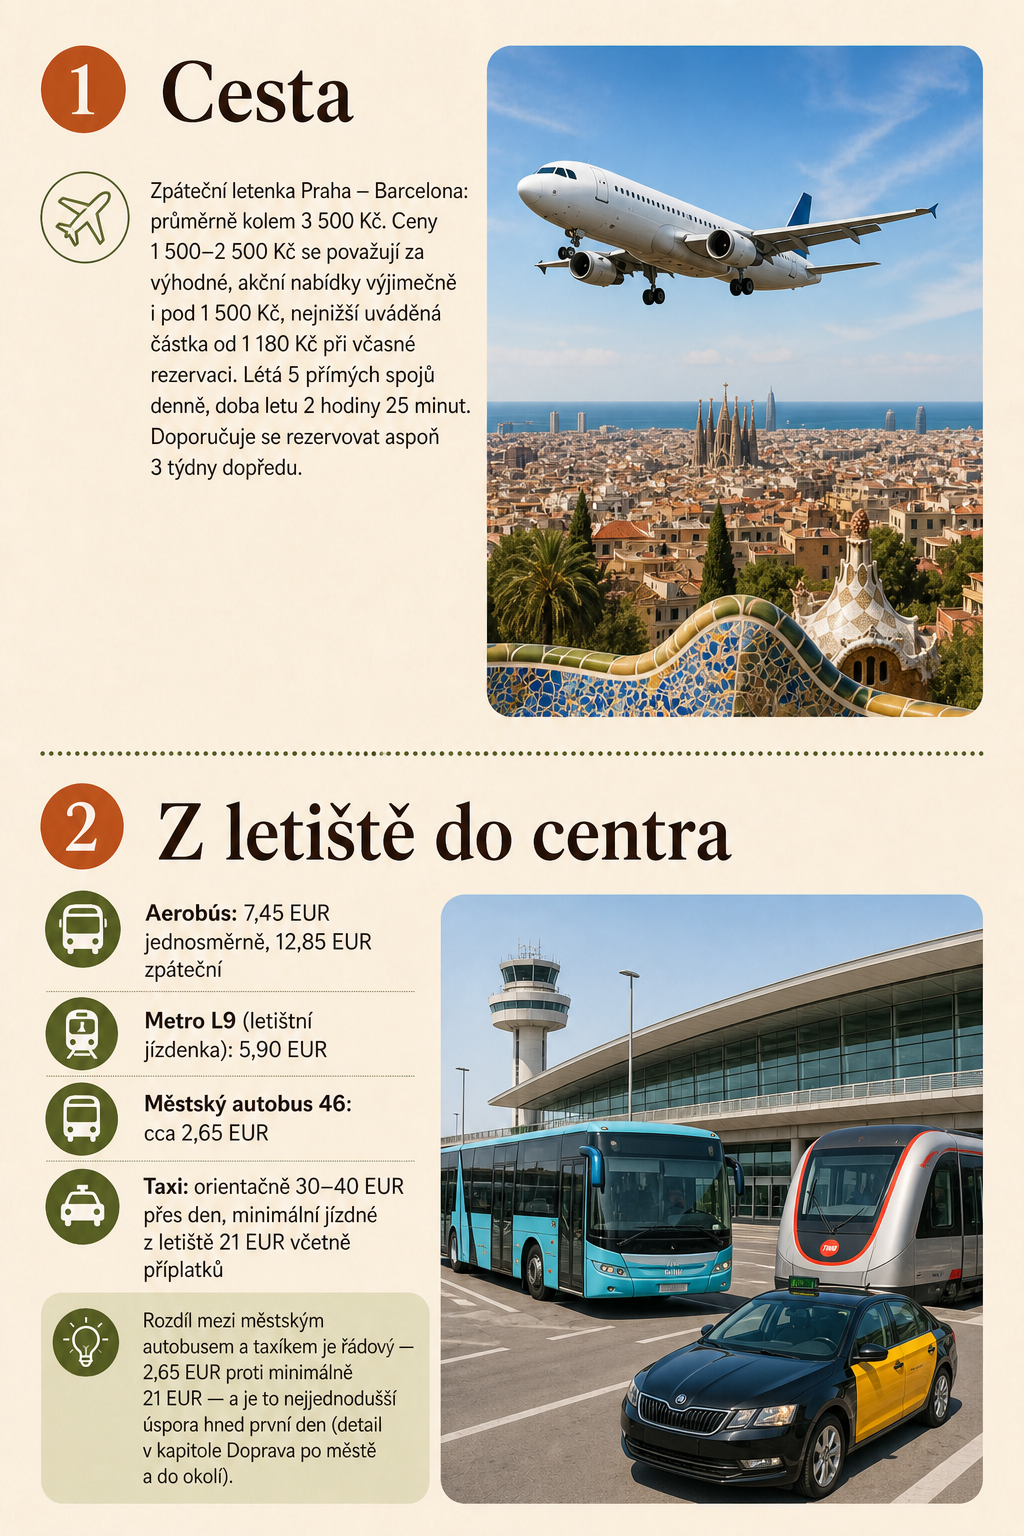 1 Cesta
Zpáteční letenka Praha – Barcelona:
průměrně kolem 3 500 Kč. Ceny
1 500–2 500 Kč se považují za
výhodné, akční nabídky výjimečně
i pod 1 500 Kč, nejnižší uváděná
částka od 1 180 Kč při včasné
rezervaci. Létá 5 přímých spojů
denně, doba letu 2 hodiny 25 minut.
Doporučuje se rezervovat aspoň
3 týdny dopředu.
2 Z letiště do centra
Aerobús: 7,45 EUR
jednosměrně, 12,85 EUR
zpáteční
Metro L9 (letištní
jízdenka): 5,90 EUR
Městský autobus 46:
cca 2,65 EUR
Taxi: orientačně 30–40 EUR
přes den, minimální jízdné
z letiště 21 EUR včetně
příplatků
Rozdíl mezi městským
autobusem a taxíkem je řádový —
2,65 EUR proti minimálně
21 EUR — a je to nejjednodušší
úspora hned první den (detail
v kapitole Doprava po městě
a do okolí).